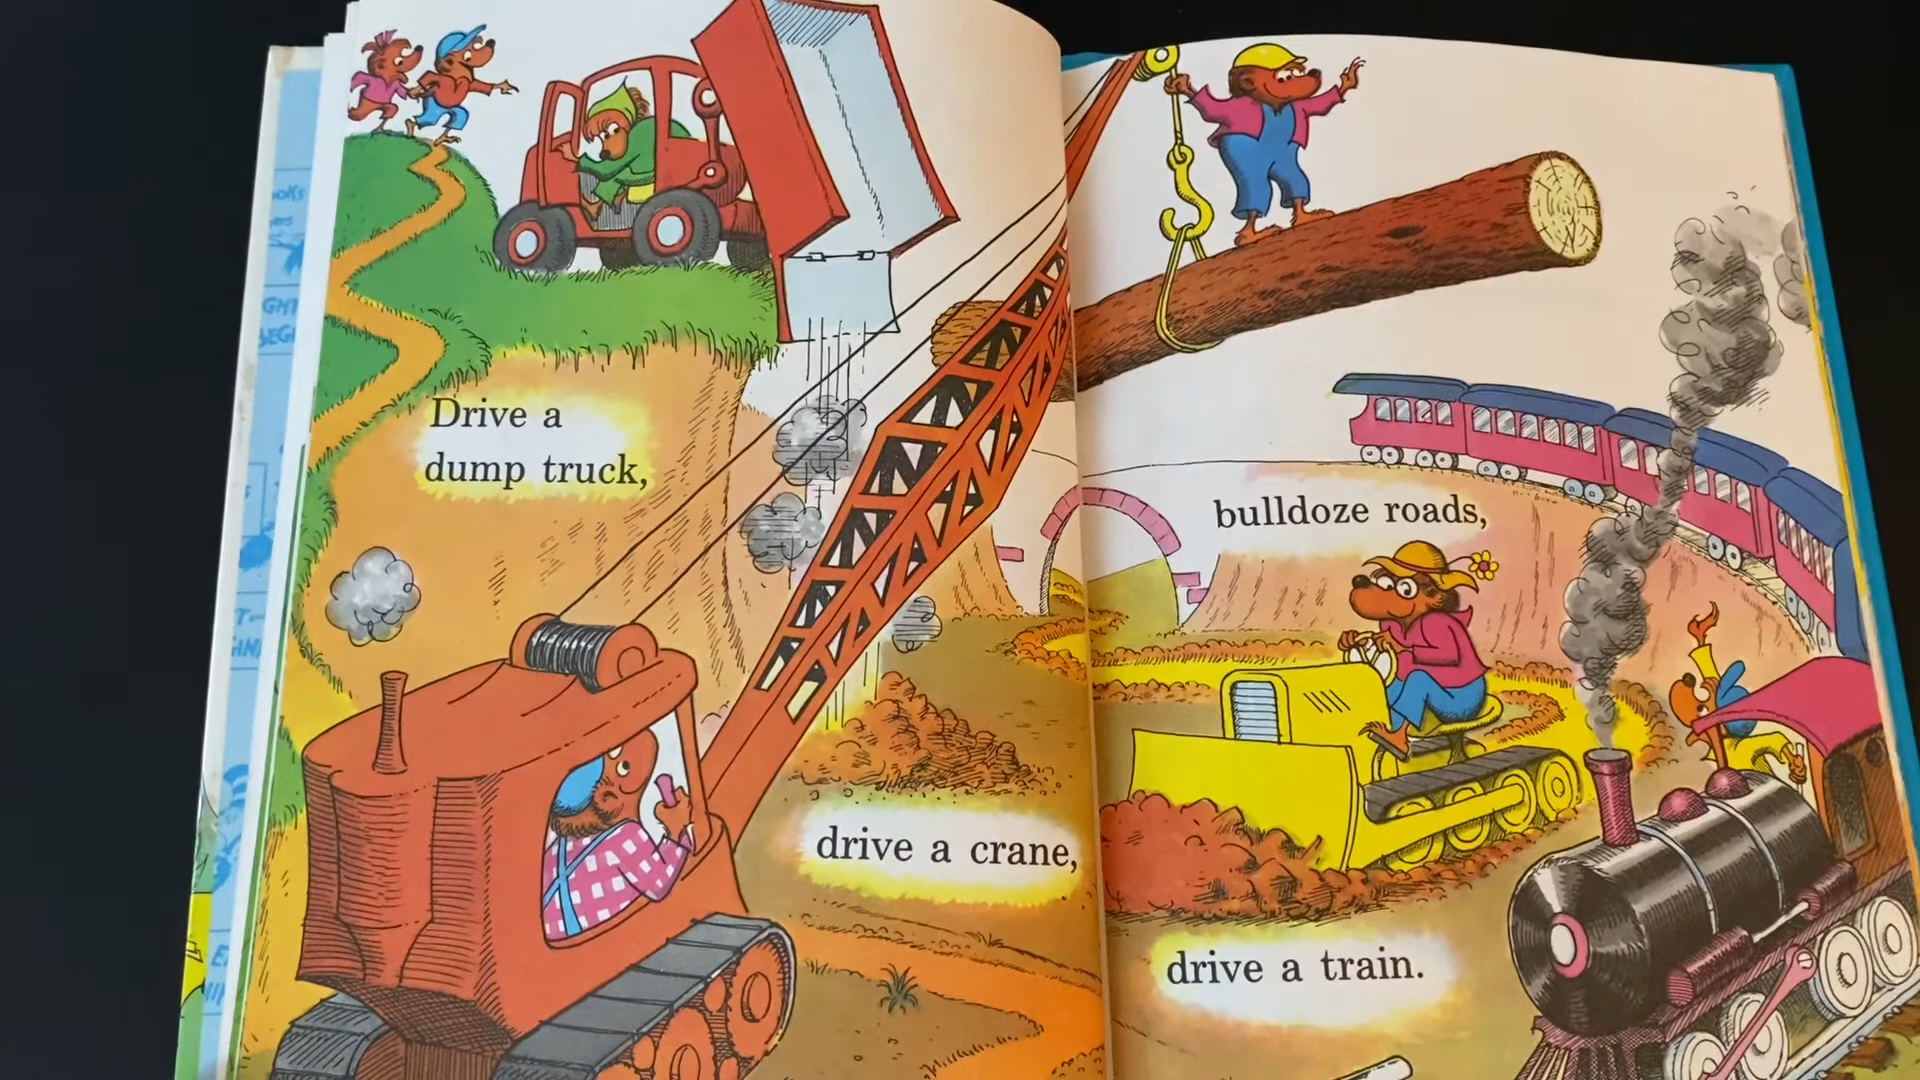 Drive a
dump truck,
drive a crane,
bulldoze roads,
drive a train.